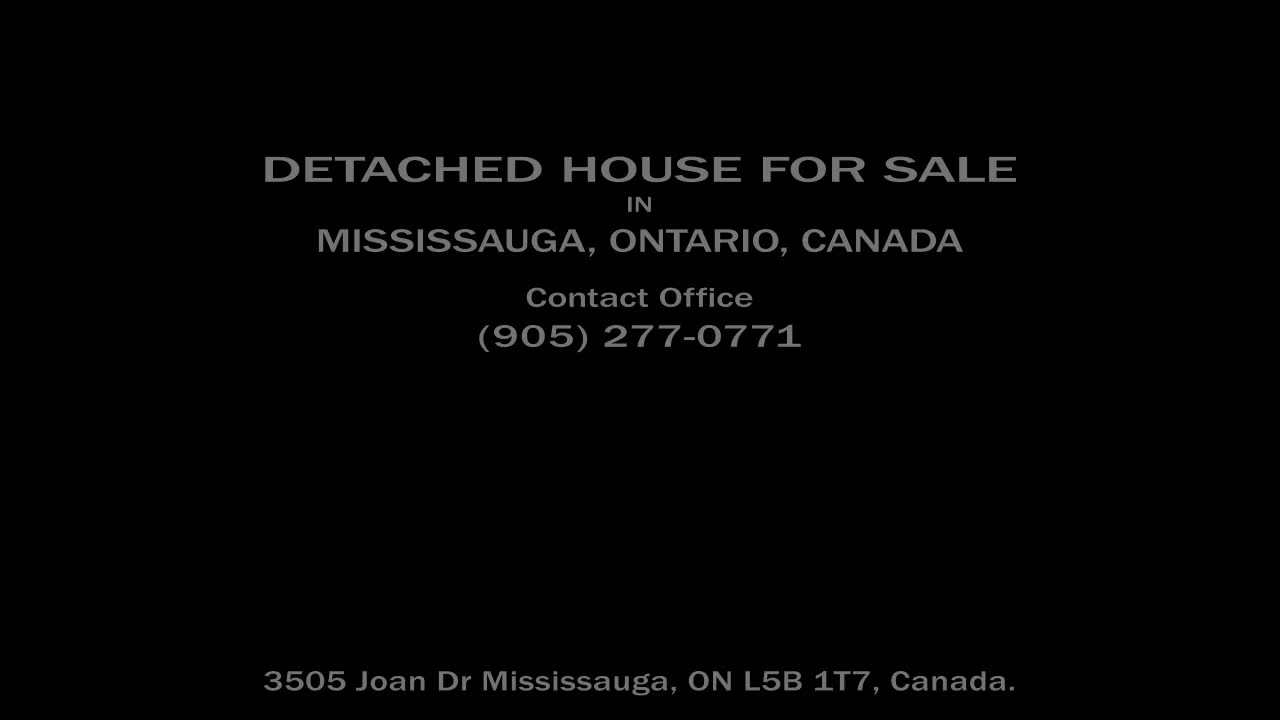 DETACHED HOUSE FOR SALE
IN
MISSISSAUGA, ONTARIO, CANADA
Contact Office
(905) 277-0771
3505 Joan Dr Mississauga, ON L5B 1T7, Canada.